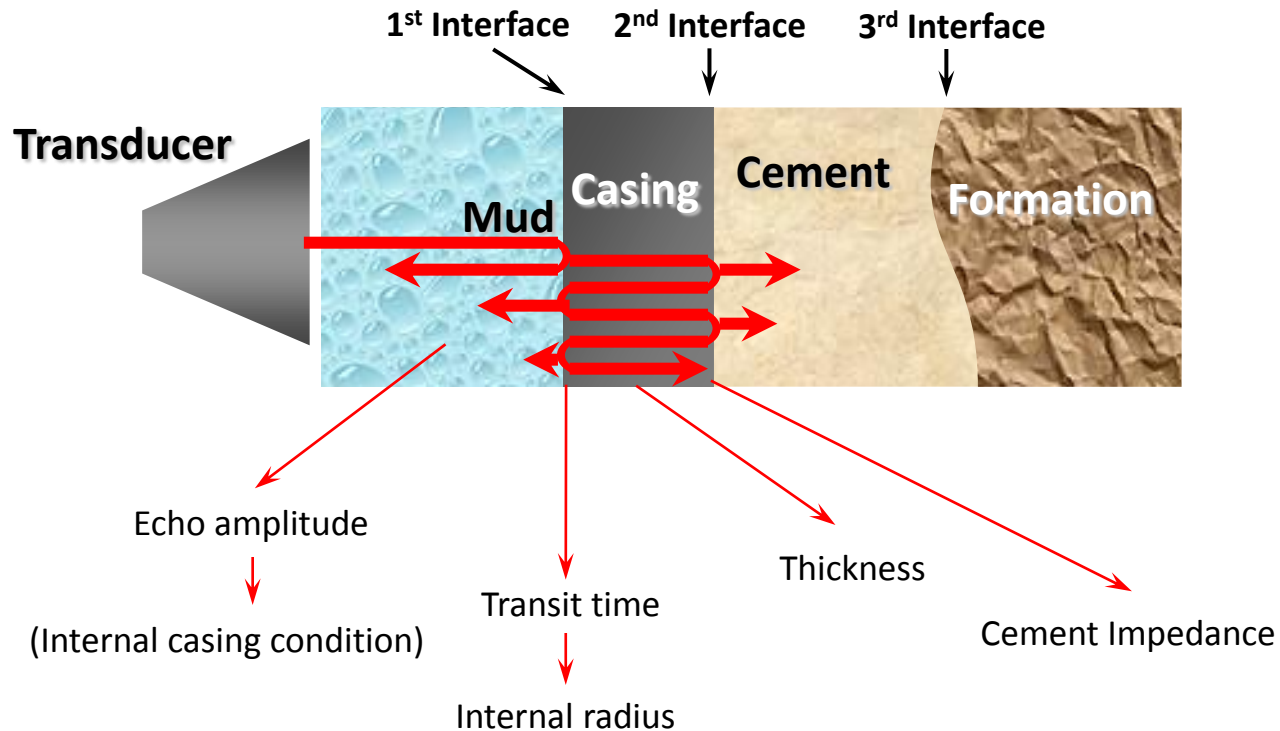 1st Interface
2nd Interface
3rd Interface
Transducer
Mud
Casing
Cement
Formation
Echo amplitude
(Internal casing condition)
Transit time
Internal radius
Thickness
Cement Impedance